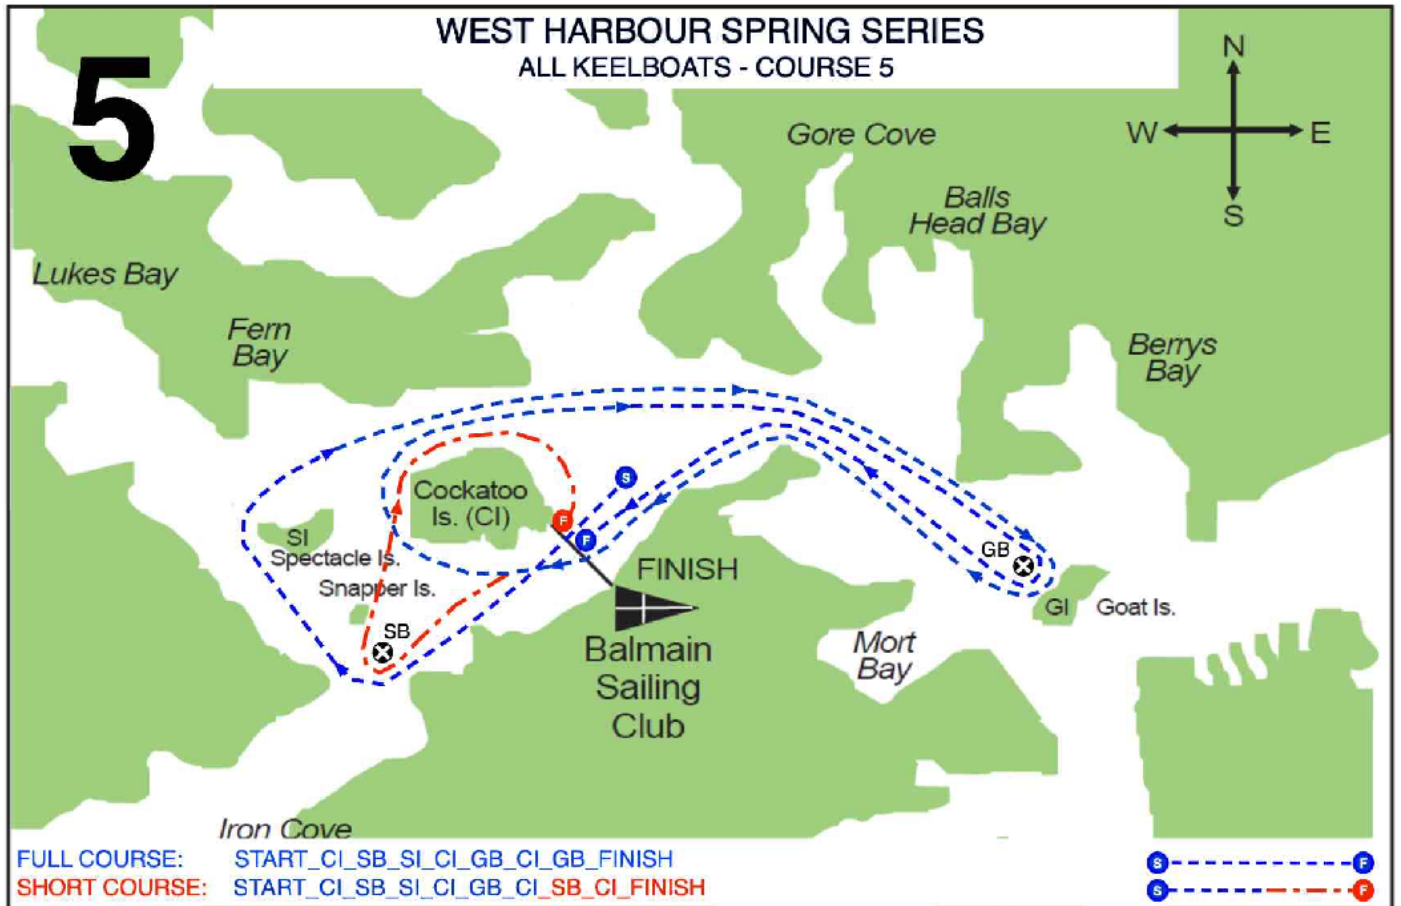 WEST HARBOUR SPRING SERIES
ALL KEELBOATS - COURSE 5
5
N
W
E
S
Gore Cove
Balls
Head Bay
Lukes Bay
Fern
Bay
Berrys
Bay
Cockatoo
Is. (CI)
S
F
F
SI
Spectacle Is.
Snapper Is.
SB
GB
GI
Goat Is.
FINISH
Balmain
Sailing
Club
Mort
Bay
Iron Cove
FULL COURSE: START_CI_SB_SI_CI_GB_CI_GB_FINISH
S F
SHORT COURSE: START_CI_SB_SI_CI_GB_CI_SB_CI_FINISH
S F